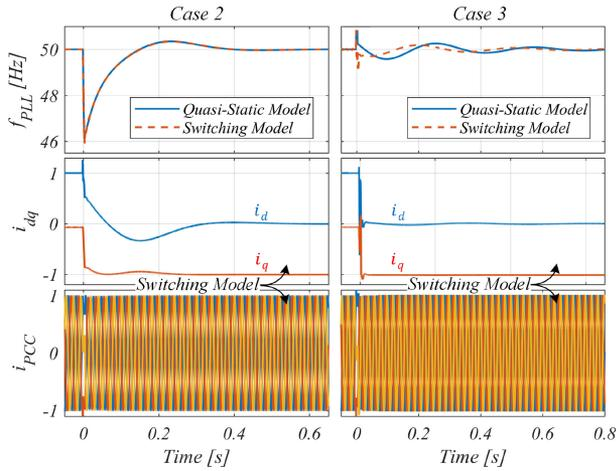 Case 2
Case 3
f_PLL [Hz]
50
48
46
Quasi-Static Model
Switching Model
Quasi-Static Model
Switching Model
i_dq
1
0
-1
i_d
i_q
i_d
i_q
Switching Model
Switching Model
i_PCC
1
0
-1
0
0.2
0.4
0.6
0
0.2
0.4
0.6
0.8
Time [s]
Time [s]